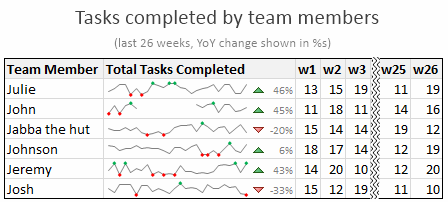 Tasks completed by team members
(last 26 weeks, YoY change shown in %s)
Team Member Total Tasks Completed w1 w2 w3 w25 w26
Julie 46% 13 15 19 11 19
John 45% 11 18 11 14 16
Jabba the hut -20% 15 14 14 19 12
Johnson 6% 18 17 14 12 19
Jeremy 43% 14 20 10 12 20
Josh -33% 15 12 19 11 10